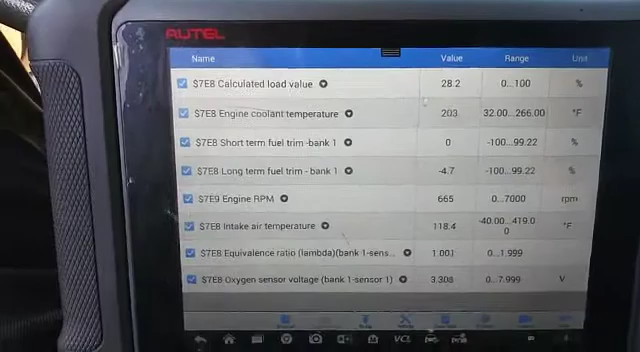 AUTEL
Name Value Range Unit
$7E8 Calculated load value 28.2 0...100 %
$7E8 Engine coolant temperature 203 32.00...266.00 °F
$7E8 Short term fuel trim -bank 1 0 -100...99.22 %
$7E8 Long term fuel trim - bank 1 -4.7 -100...99.22 %
$7E9 Engine RPM 665 0...7000 rpm
$7E8 Intake air temperature 118.4 -40.00...419.0
0 °F
$7E8 Equivalence ratio (lambda)(bank 1-sens... 1.001 0...1.999
$7E8 Oxygen sensor voltage (bank 1-sensor 1) 3.303 0...7.999 V
VCI